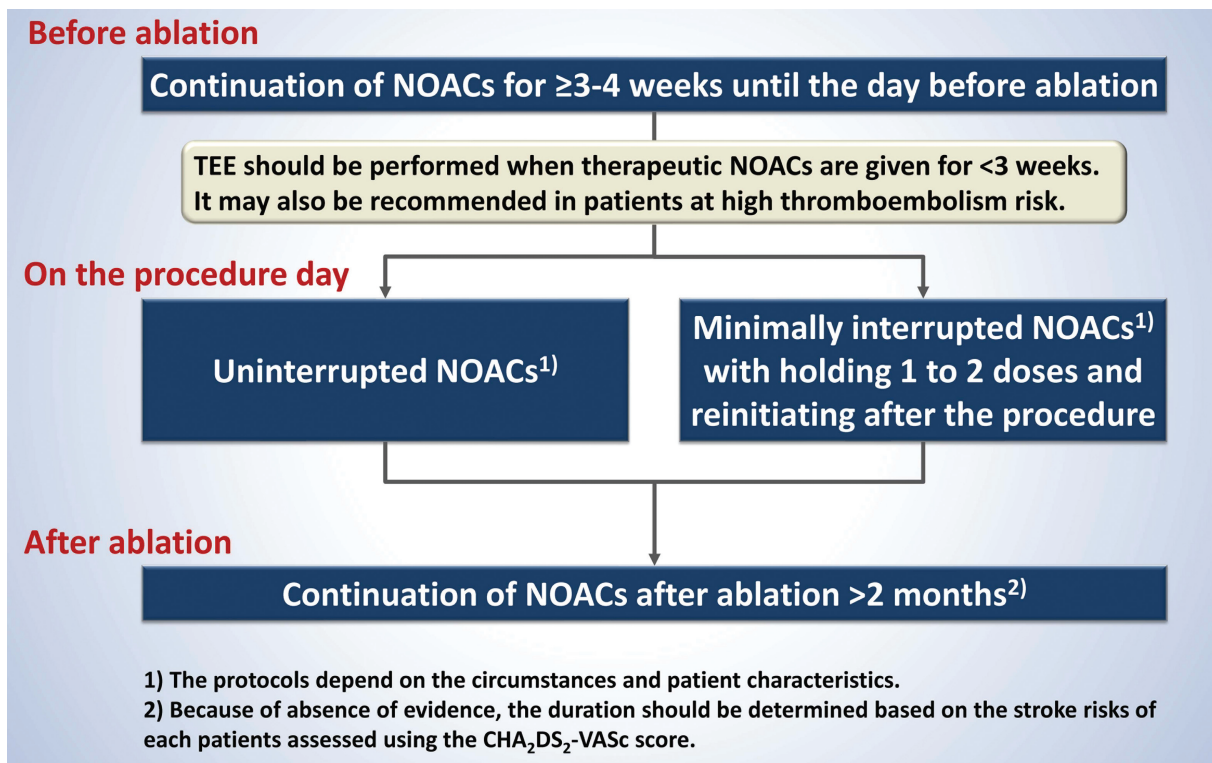 Before ablation
Continuation of NOACs for ≥3-4 weeks until the day before ablation
TEE should be performed when therapeutic NOACs are given for <3 weeks.
It may also be recommended in patients at high thromboembolism risk.
On the procedure day
Uninterrupted NOACs1)
Minimally interrupted NOACs1)
with holding 1 to 2 doses and
reinitiating after the procedure
After ablation
Continuation of NOACs after ablation >2 months2)
1) The protocols depend on the circumstances and patient characteristics.
2) Because of absence of evidence, the duration should be determined based on the stroke risks of
each patients assessed using the CHA2DS2-VASc score.